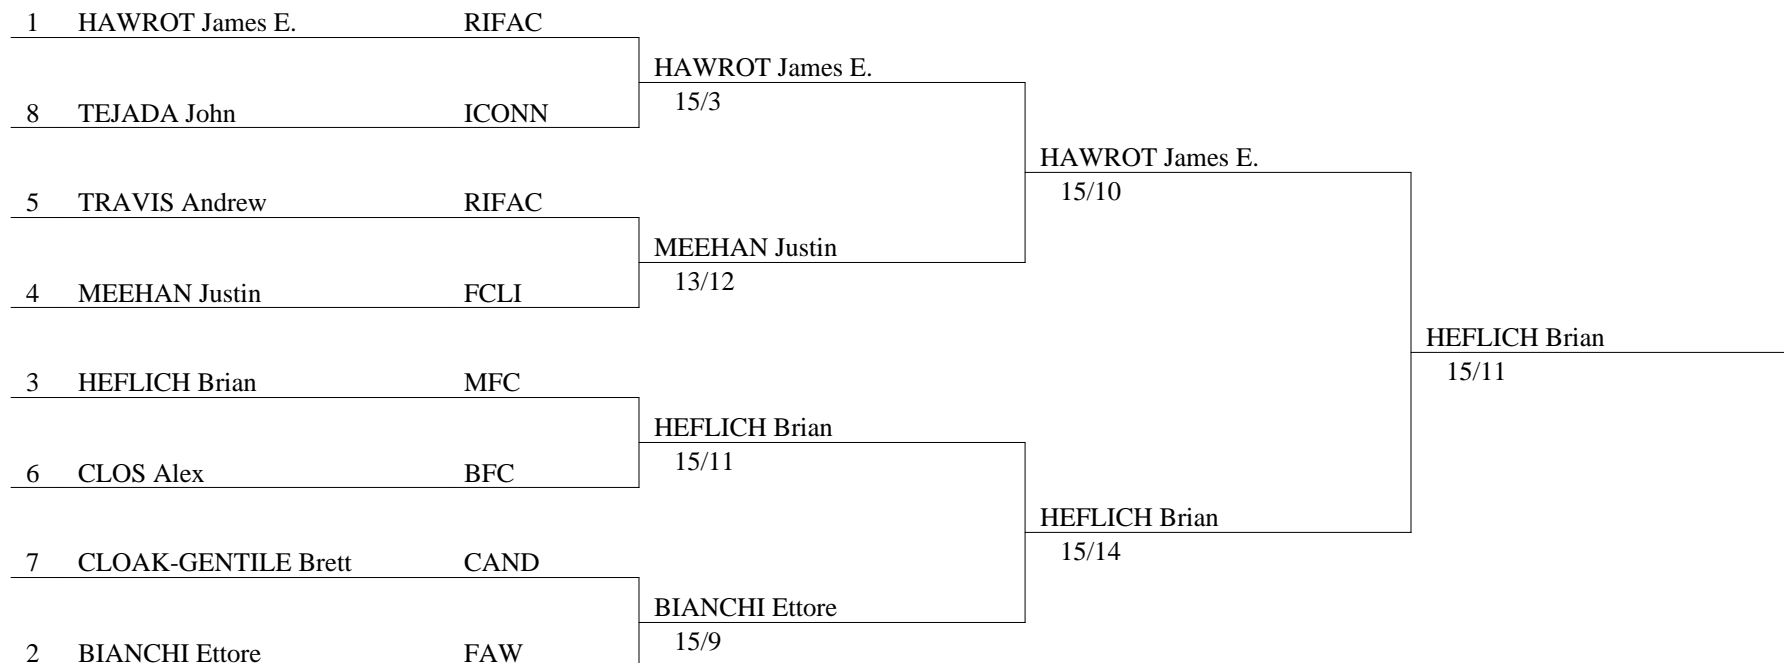 1 HAWROT James E. RIFAC
HAWROT James E.
15/3
8 TEJADA John ICONN
HAWROT James E.
15/10
5 TRAVIS Andrew RIFAC
MEEHAN Justin
13/12
4 MEEHAN Justin FCLI
HEFLICH Brian
15/11
3 HEFLICH Brian MFC
HEFLICH Brian
15/11
6 CLOS Alex BFC
HEFLICH Brian
15/14
7 CLOAK-GENTILE Brett CAND
BIANCHI Ettore
15/9
2 BIANCHI Ettore FAW